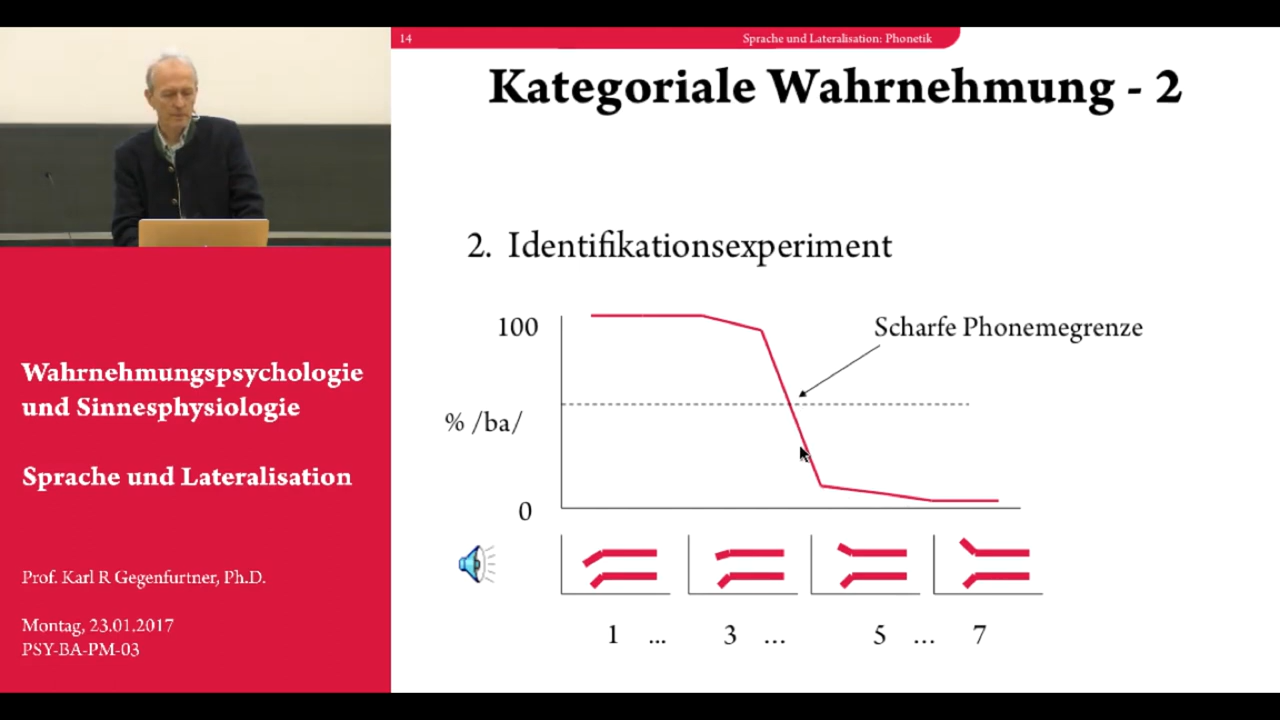 14
Sprache und Lateralisation: Phonetik
Kategoriale Wahrnehmung - 2
2. Identifikationsexperiment
100
Scharfe Phonemegrenze
% /ba/
0
1 ... 3 ... 5 ... 7
Wahrnehmungspsychologie
und Sinnesphysiologie
Sprache und Lateralisation
Prof. Karl R Gegenfurtner, Ph.D.
Montag, 23.01.2017
PSY-BA-PM-03